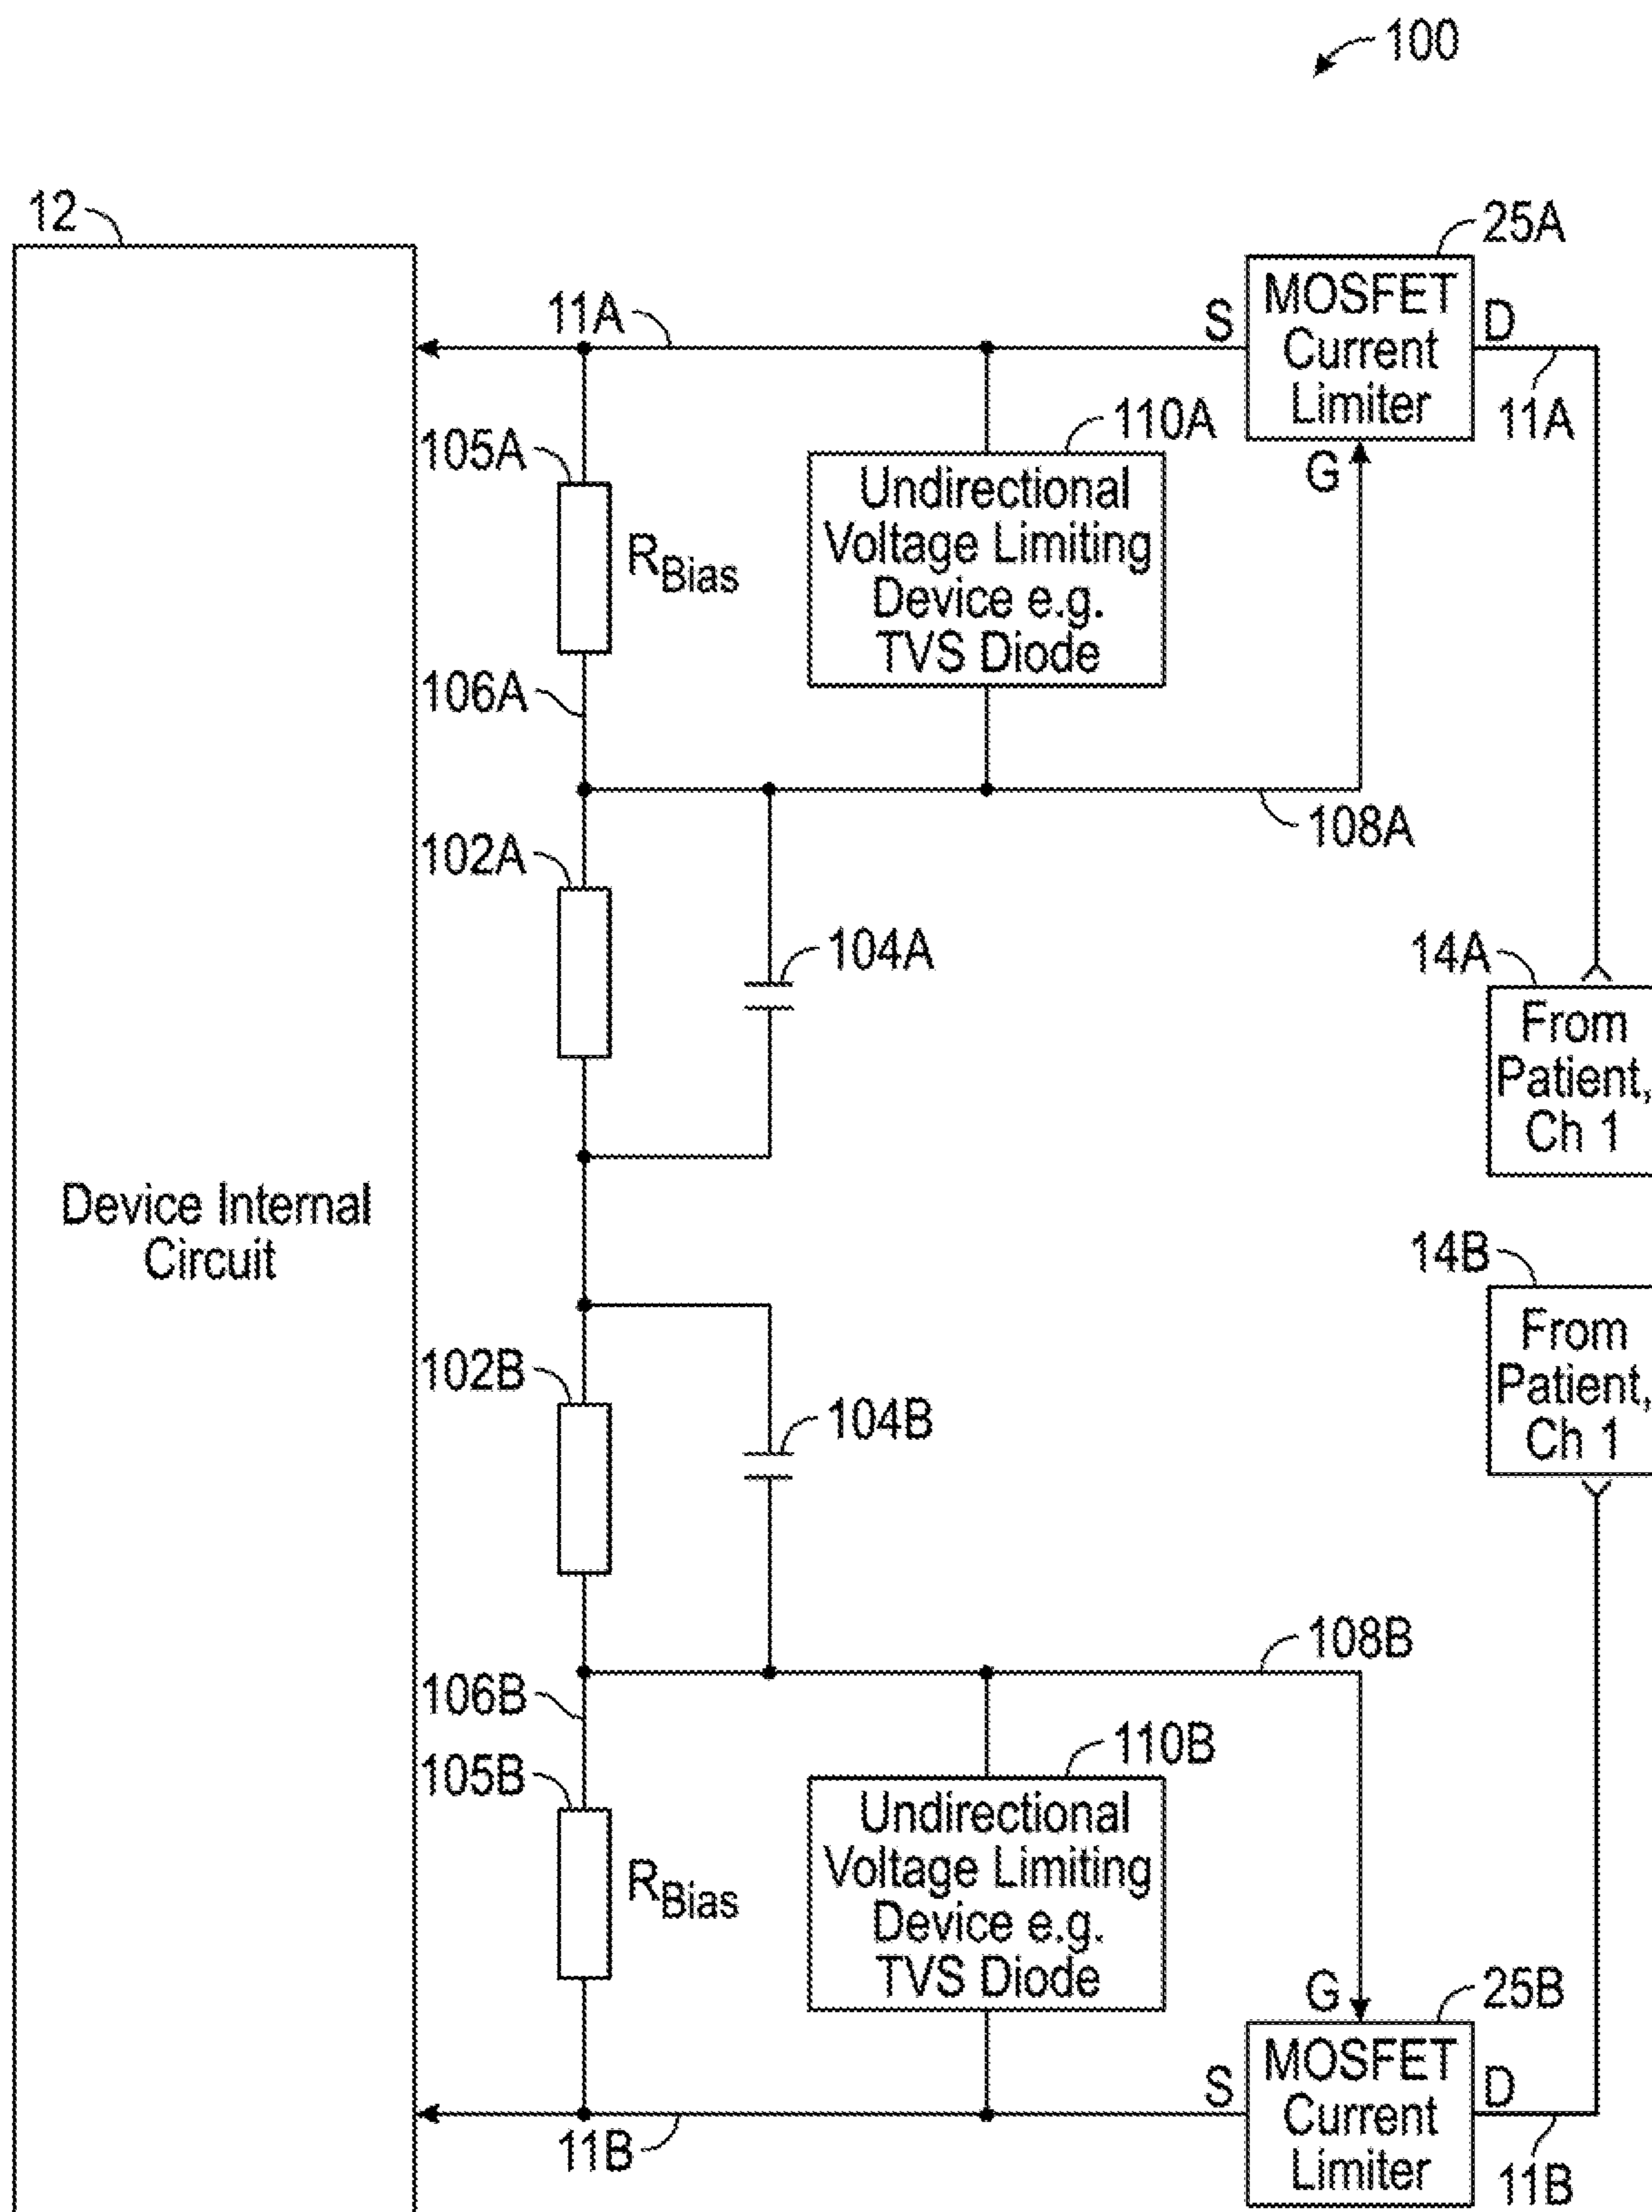 100
12
25A
MOSFET
Current
Limiter
S
D
G
11A
11A
110A
Undirectional
Voltage Limiting
Device e.g.
TVS Diode
105A
RBias
106A
108A
102A
104A
14A
From
Patient,
Ch 1
Device Internal
Circuit
14B
From
Patient,
Ch 1
102B
104B
108B
106B
110B
Undirectional
Voltage Limiting
Device e.g.
TVS Diode
105B
RBias
G
25B
MOSFET
Current
Limiter
S
D
11B
11B